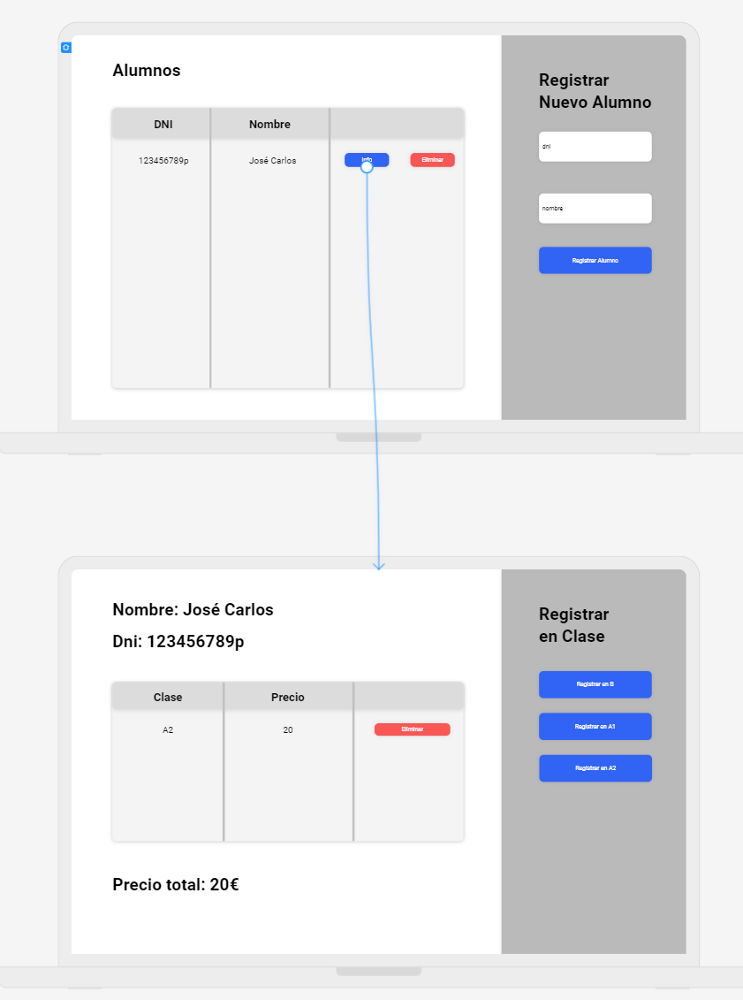 Alumnos
DNI
Nombre
123456789p
José Carlos
Info
Eliminar
Registrar
Nuevo Alumno
dni
nombre
Registrar Alumno
Nombre: José Carlos
Dni: 123456789p
Clase
Precio
A2
20
Eliminar
Precio total: 20€
Registrar
en Clase
Registrar en B
Registrar en A1
Registrar en A2